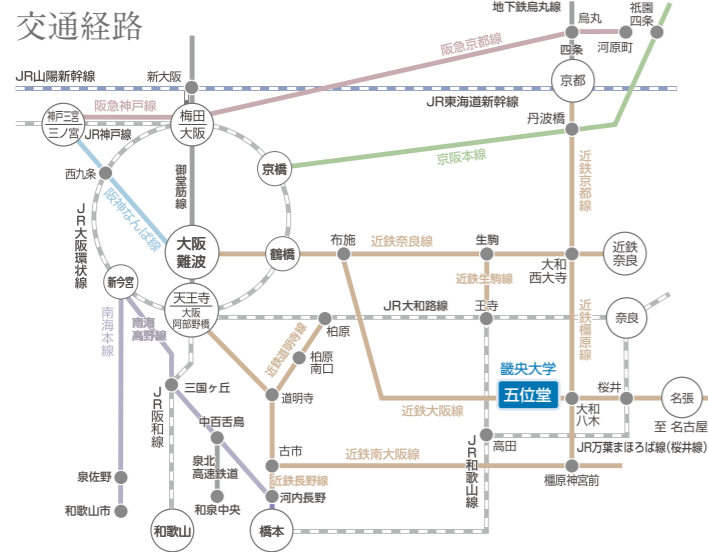 交通経路
地下鉄烏丸線
烏丸
四条
河原町
祇園
四条
阪急京都線
JR山陽新幹線
新大阪
京都
阪急神戸線
JR東海道新幹線
神戸三宮
三ノ宮
JR神戸線
梅田
大阪
丹波橋
京阪本線
近鉄京都線
京橋
西九条
御堂筋線
阪神なんば線
JR大阪環状線
大阪
難波
鶴橋
布施
近鉄奈良線
生駒
大和
西大寺
近鉄
奈良
新今宮
天王寺
大阪
阿部野橋
近鉄生駒線
JR大和路線
王寺
近鉄橿原線
奈良
南海本線
南海
高野線
柏原
近鉄道明寺線
柏原
南口
畿央大学
五位堂
三国ヶ丘
道明寺
近鉄大阪線
大和
八木
桜井
名張
至 名古屋
JR阪和線
中百舌鳥
泉北
高速鉄道
和泉中央
古市
近鉄南大阪線
高田
JR和歌山線
JR万葉まほろば線(桜井線)
橿原神宮前
近鉄長野線
河内長野
泉佐野
和歌山市
和歌山
橋本